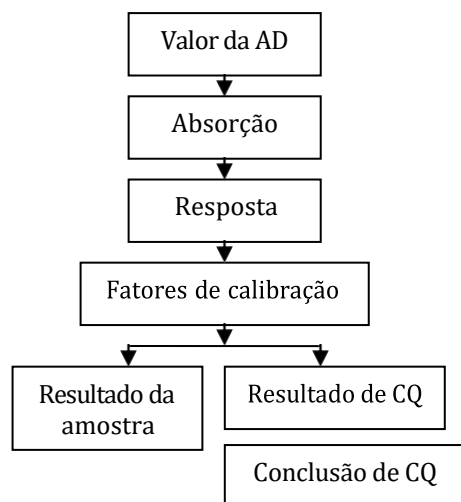 Valor da AD
Absorção
Resposta
Fatores de calibração
Resultado da
amostra
Resultado de CQ
Conclusão de CQ